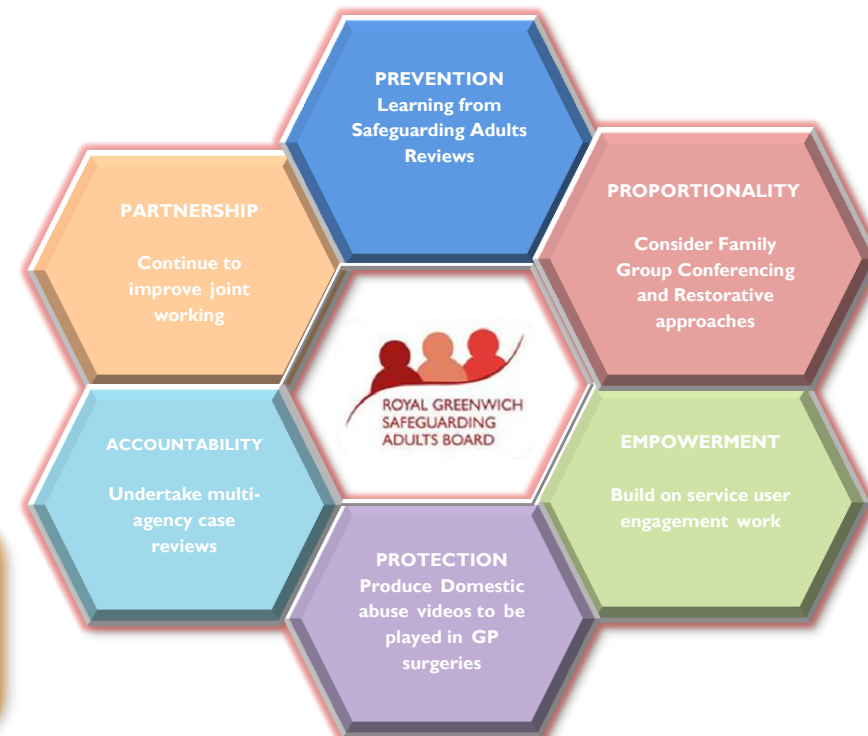 PREVENTION
Learning from
Safeguarding Adults
Reviews
PROPORTIONALITY
Consider Family
Group Conferencing
and Restorative
approaches
EMPOWERMENT
Build on service user
engagement work
PROTECTION
Produce Domestic
abuse videos to be
played in GP
surgeries
ACCOUNTABILITY
Undertake multi-
agency case
reviews
PARTNERSHIP
Continue to
improve joint
working
ROYAL GREENWICH
SAFEGUARDING
ADULTS BOARD